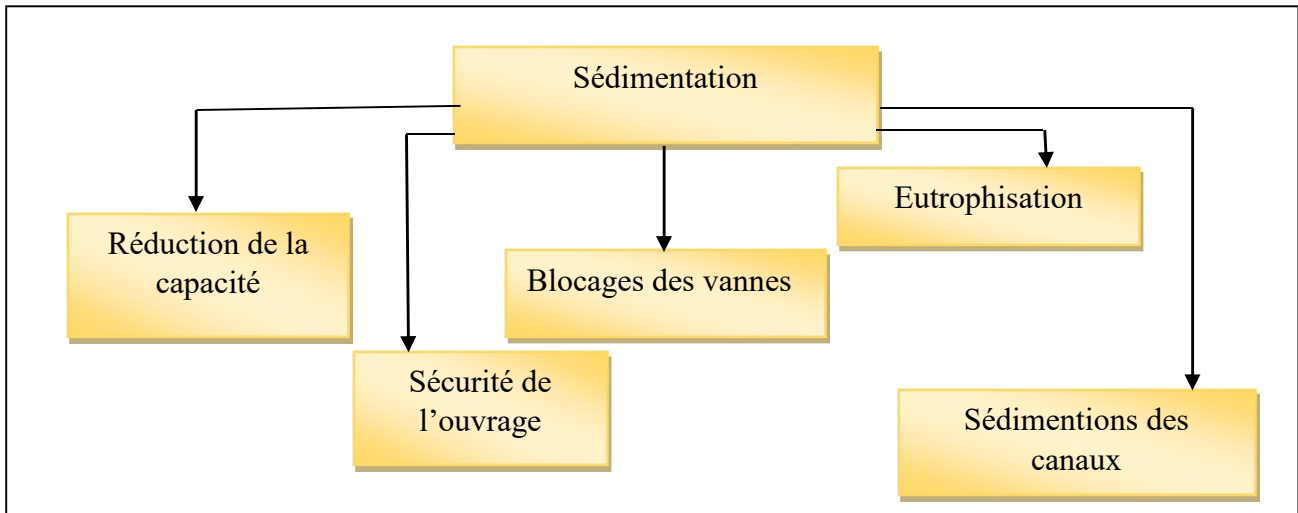 Sédimentation
Eutrophisation
Réduction de la
capacité
Blocages des vannes
Sécurité de
l’ouvrage
Sédimentions des
canaux